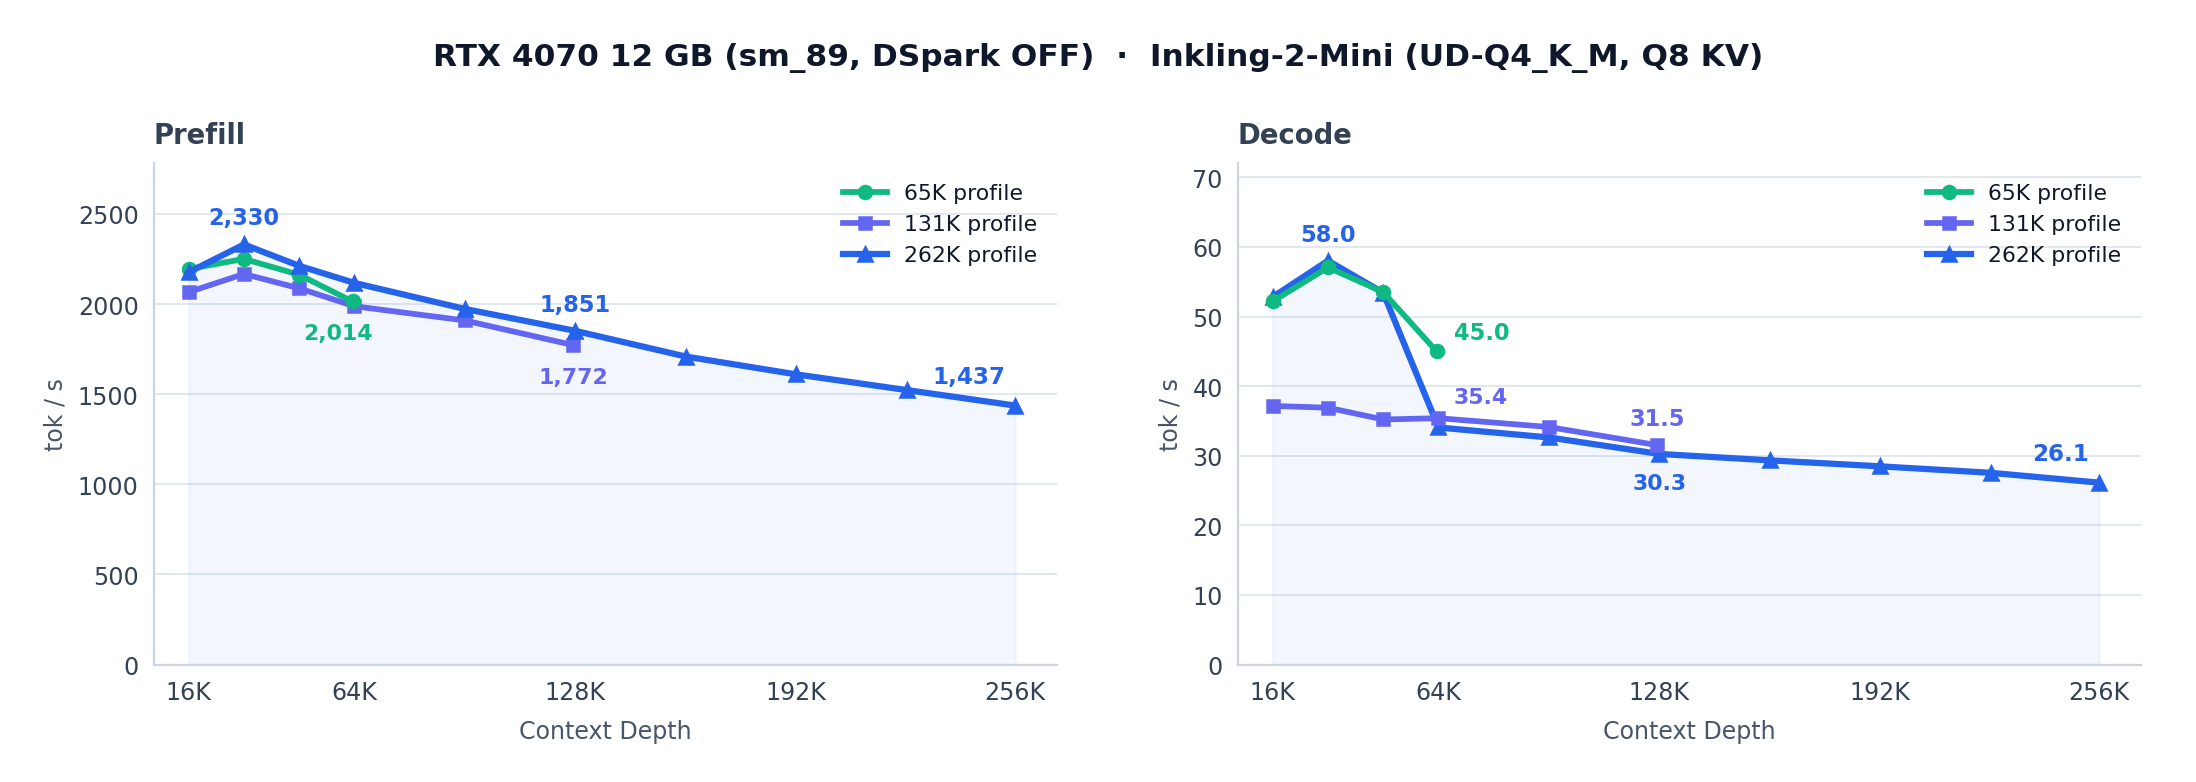 RTX 4070 12 GB (sm_89, DSpark OFF) · Inkling-2-Mini (UD-Q4_K_M, Q8 KV)
Prefill
65K profile
131K profile
262K profile
2500
2000
1500
1000
500
0
tok / s
2,330
2,014
1,851
1,772
1,437
16K
64K
128K
192K
256K
Context Depth
Decode
65K profile
131K profile
262K profile
70
60
50
40
30
20
10
0
tok / s
58.0
45.0
35.4
31.5
30.3
26.1
16K
64K
128K
192K
256K
Context Depth